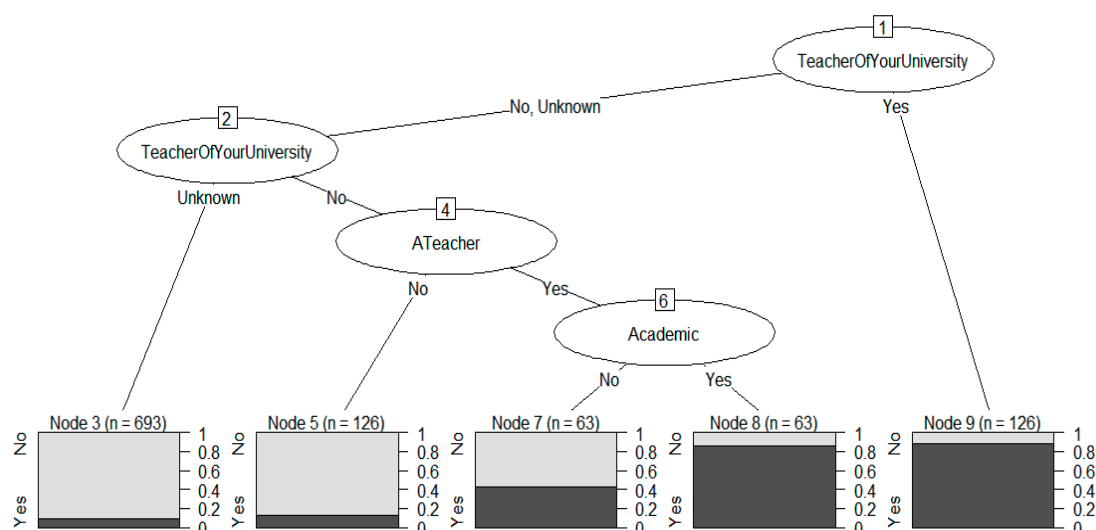 1
TeacherOfYourUniversity
No, Unknown
Yes
2
TeacherOfYourUniversity
Unknown
No
4
ATeacher
No
Yes
6
Academic
No
Yes
Node 3 (n = 693)
No
Yes
1
0.8
0.6
0.4
0.2
0
Node 5 (n = 126)
No
Yes
1
0.8
0.6
0.4
0.2
0
Node 7 (n = 63)
No
Yes
1
0.8
0.6
0.4
0.2
0
Node 8 (n = 63)
No
Yes
1
0.8
0.6
0.4
0.2
0
Node 9 (n = 126)
No
Yes
1
0.8
0.6
0.4
0.2
0